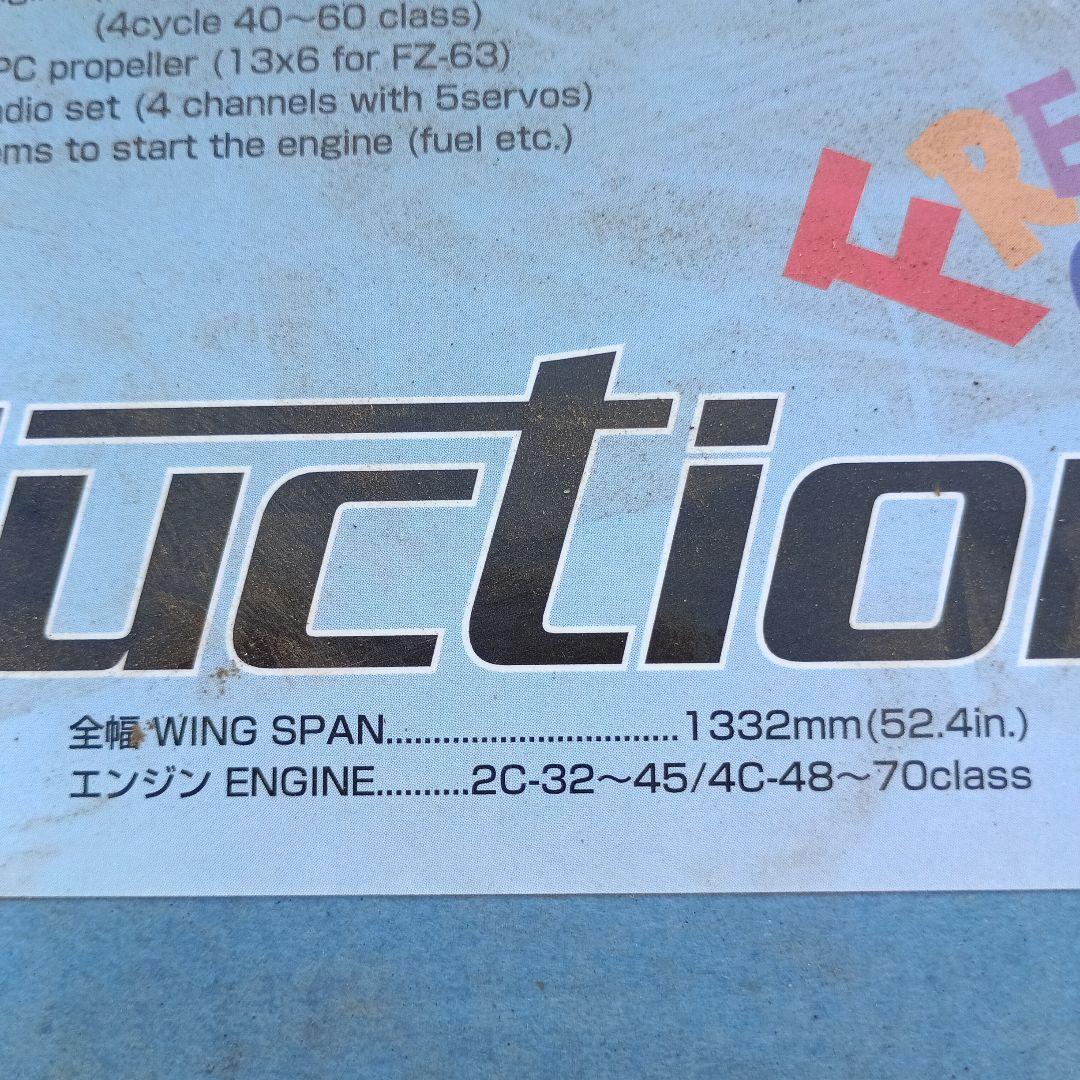 (4cycle 40～60 class)
PC propeller (13x6 for FZ-63)
adio set (4 channels with 5servos)
ems to start the engine (fuel etc.)
FRE
uction
全幅 WING SPAN..............................1332mm(52.4in.)
エンジン ENGINE..........2C-32～45/4C-48～70class